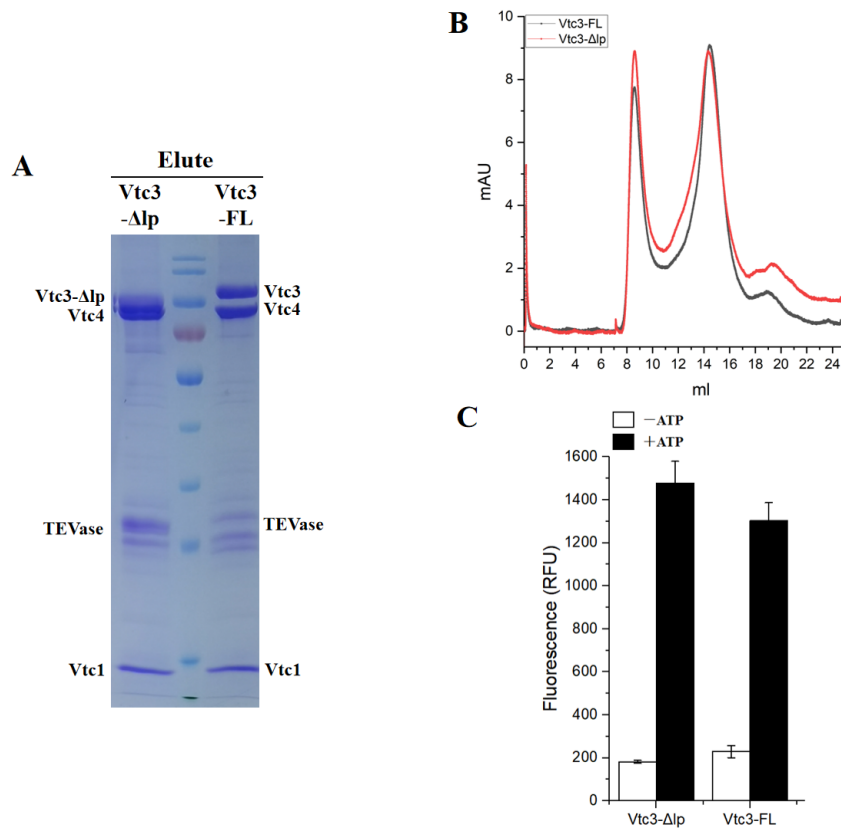 A
Elute
Vtc3
-Δlp
Vtc3
-FL
Vtc3-Δlp
Vtc4
Vtc3
Vtc4
TEVase
TEVase
Vtc1
Vtc1
B
Vtc3-FL
Vtc3-Δlp
10
8
6
4
2
0
mAU
0 2 4 6 8 10 12 14 16 18 20 22 24
ml
C
−ATP
+ATP
1600
1400
1200
1000
800
600
400
200
0
Fluorescence (RFU)
Vtc3-Δlp
Vtc3-FL